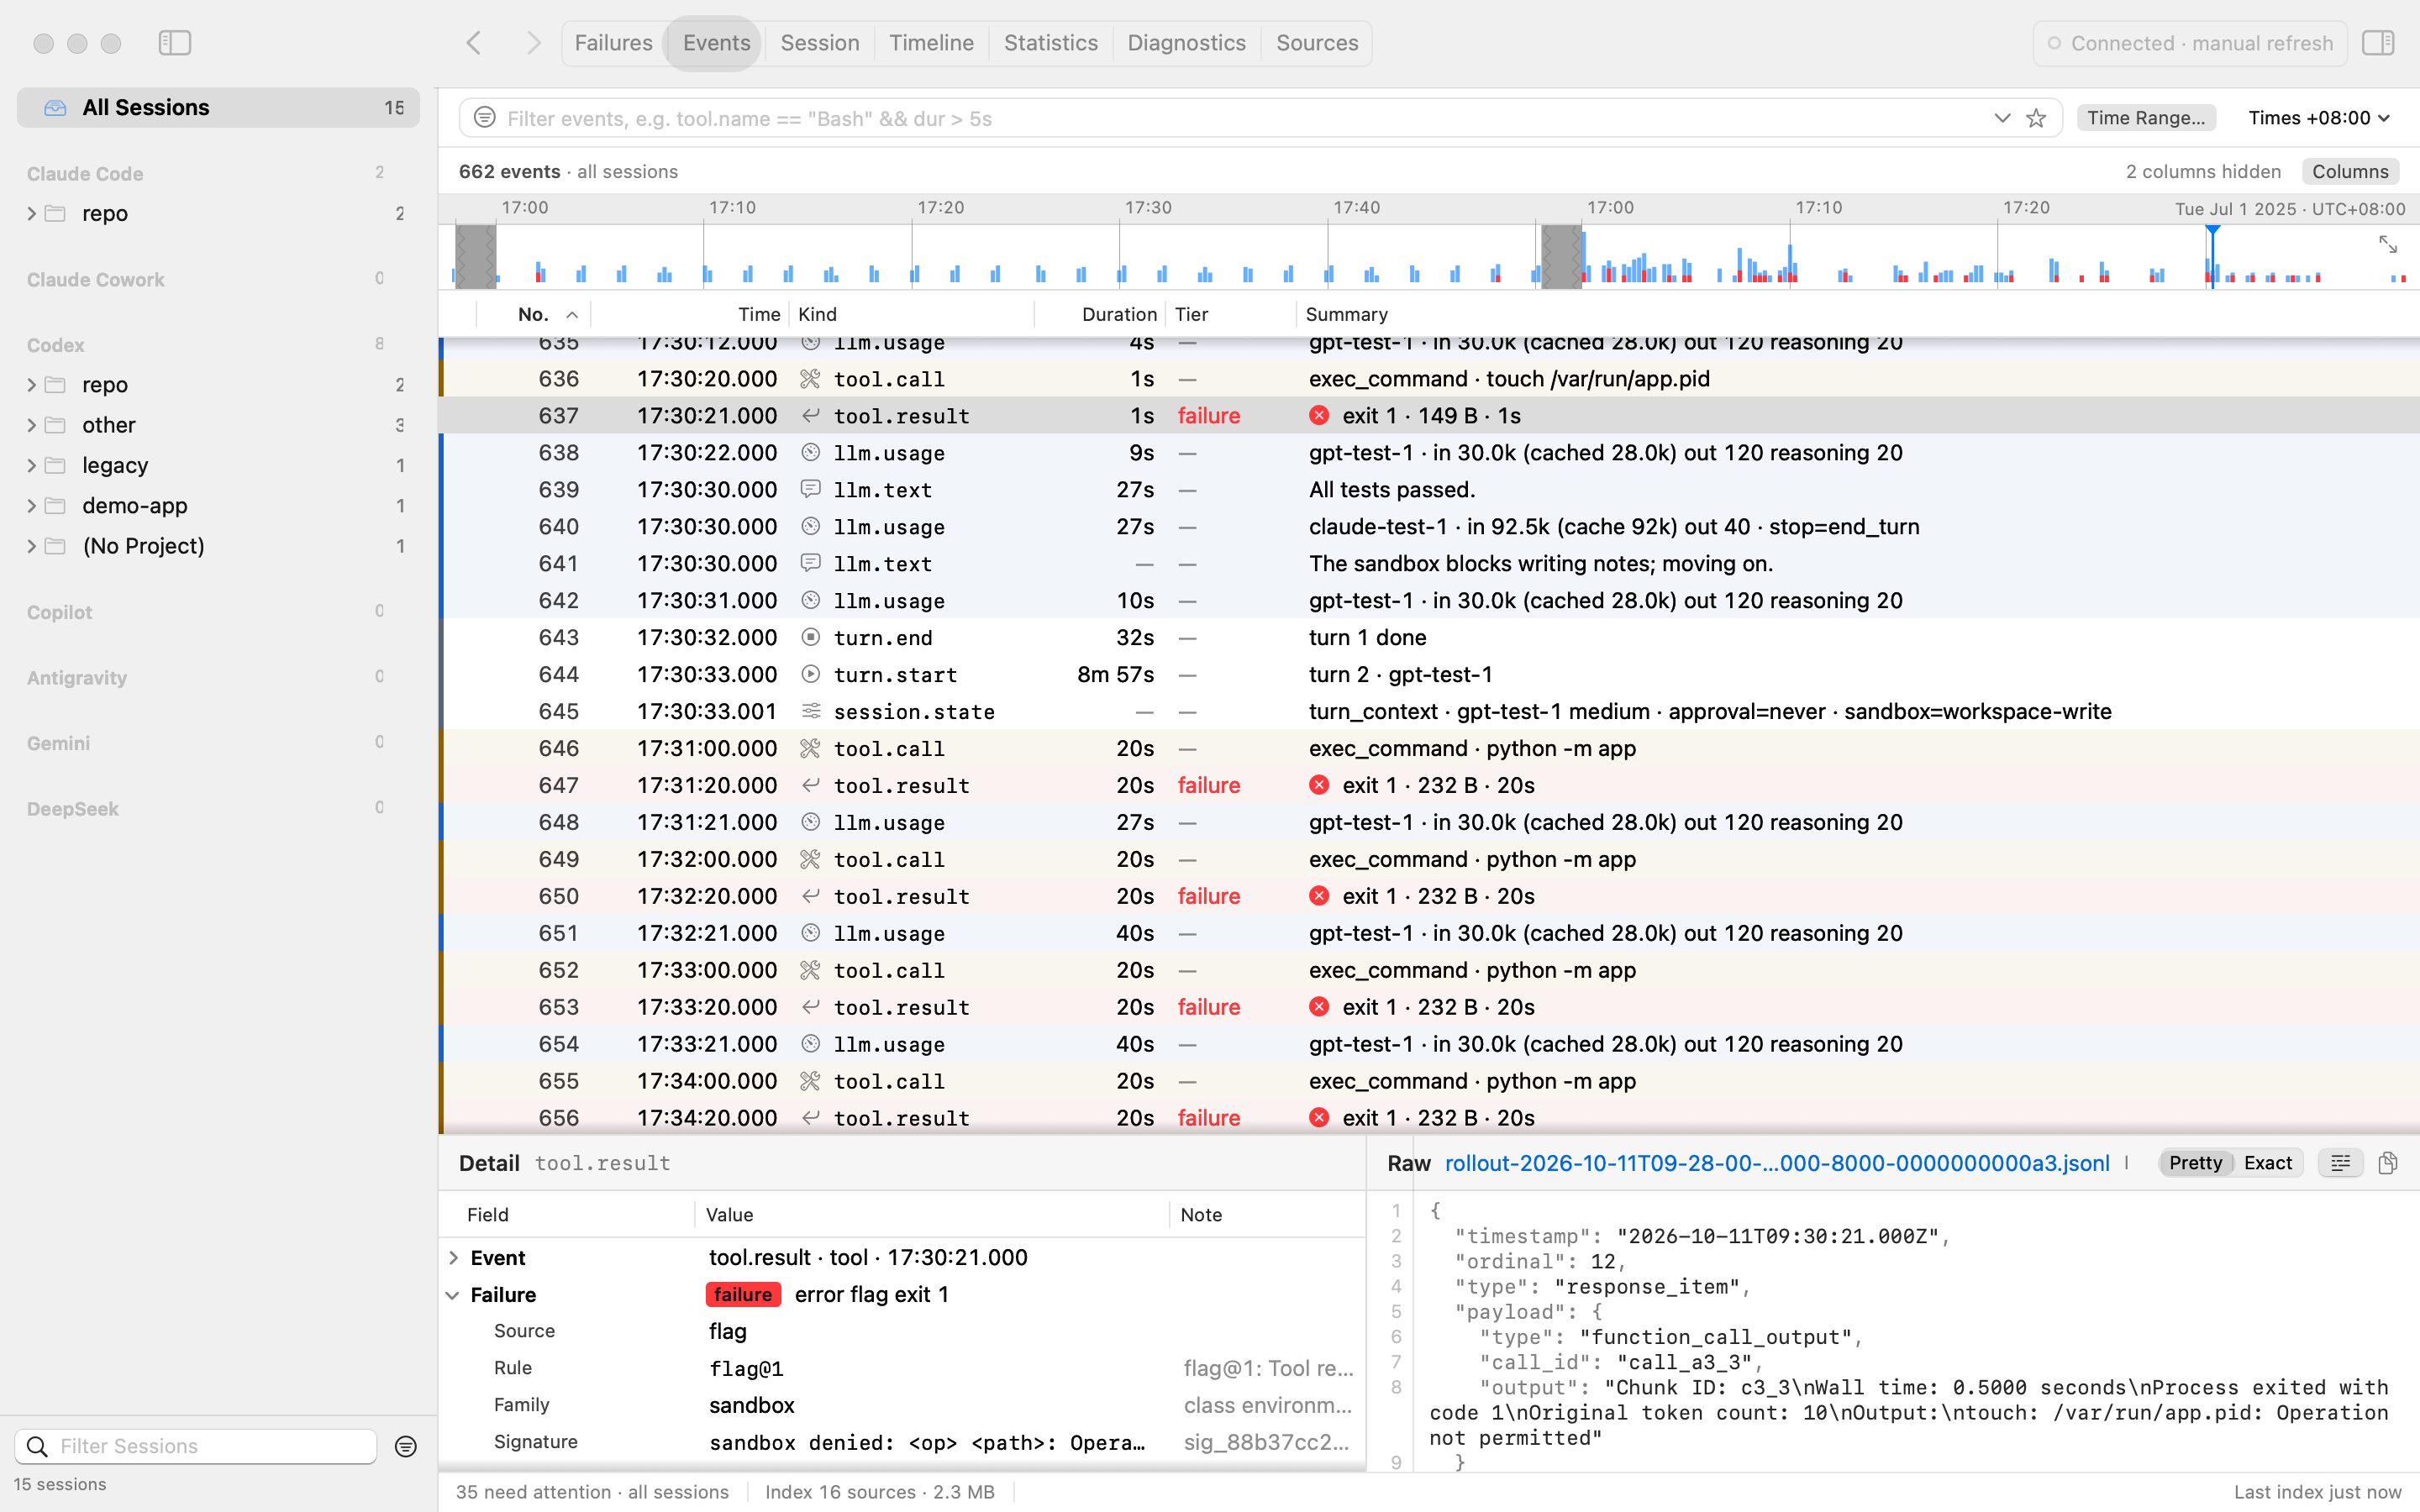 Failures Events Session Timeline Statistics Diagnostics Sources
Connected · manual refresh
All Sessions 15
Claude Code 2
repo 2
Claude Cowork 0
Codex 8
repo 2
other 3
legacy 1
demo-app 1
(No Project) 1
Copilot 0
Antigravity 0
Gemini 0
DeepSeek 0
Filter Sessions
15 sessions
Filter events, e.g. tool.name == "Bash" && dur > 5s
Time Range... Times +08:00
662 events · all sessions
2 columns hidden Columns
17:00 17:10 17:20 17:30 17:40 17:00 17:10 17:20 Tue Jul 1 2025 · UTC+08:00
No. Time Kind Duration Tier Summary
635 17:30:12.000 llm.usage 4s — gpt-test-1 · in 30.0k (cached 28.0k) out 120 reasoning 20
636 17:30:20.000 tool.call 1s — exec_command · touch /var/run/app.pid
637 17:30:21.000 tool.result 1s failure exit 1 · 149 B · 1s
638 17:30:22.000 llm.usage 9s — gpt-test-1 · in 30.0k (cached 28.0k) out 120 reasoning 20
639 17:30:30.000 llm.text 27s — All tests passed.
640 17:30:30.000 llm.usage 27s — claude-test-1 · in 92.5k (cache 92k) out 40 · stop=end_turn
641 17:30:30.000 llm.text — — The sandbox blocks writing notes; moving on.
642 17:30:31.000 llm.usage 10s — gpt-test-1 · in 30.0k (cached 28.0k) out 120 reasoning 20
643 17:30:32.000 turn.end 32s — turn 1 done
644 17:30:33.000 turn.start 8m 57s — turn 2 · gpt-test-1
645 17:30:33.001 session.state — — turn_context · gpt-test-1 medium · approval=never · sandbox=workspace-write
646 17:31:00.000 tool.call 20s — exec_command · python -m app
647 17:31:20.000 tool.result 20s failure exit 1 · 232 B · 20s
648 17:31:21.000 llm.usage 27s — gpt-test-1 · in 30.0k (cached 28.0k) out 120 reasoning 20
649 17:32:00.000 tool.call 20s — exec_command · python -m app
650 17:32:20.000 tool.result 20s failure exit 1 · 232 B · 20s
651 17:32:21.000 llm.usage 40s — gpt-test-1 · in 30.0k (cached 28.0k) out 120 reasoning 20
652 17:33:00.000 tool.call 20s — exec_command · python -m app
653 17:33:20.000 tool.result 20s failure exit 1 · 232 B · 20s
654 17:33:21.000 llm.usage 40s — gpt-test-1 · in 30.0k (cached 28.0k) out 120 reasoning 20
655 17:34:00.000 tool.call 20s — exec_command · python -m app
656 17:34:20.000 tool.result 20s failure exit 1 · 232 B · 20s
Detail tool.result
Field Value Note
Event tool.result · tool · 17:30:21.000
Failure failure error flag exit 1
Source flag
Rule flag@1 flag@1: Tool re...
Family sandbox class environm...
Signature sandbox denied: <op> <path>: Opera... sig_88b37cc2...
Raw rollout-2026-10-11T09-28-00-...000-8000-0000000000a3.jsonl Pretty Exact
1 {
2 "timestamp": "2026-10-11T09:30:21.000Z",
3 "ordinal": 12,
4 "type": "response_item",
5 "payload": {
6 "type": "function_call_output",
7 "call_id": "call_a3_3",
8 "output": "Chunk ID: c3_3\nWall time: 0.5000 seconds\nProcess exited with
code 1\nOriginal token count: 10\nOutput:\ntouch: /var/run/app.pid: Operation
not permitted"
9 }
35 need attention · all sessions Index 16 sources · 2.3 MB
Last index just now